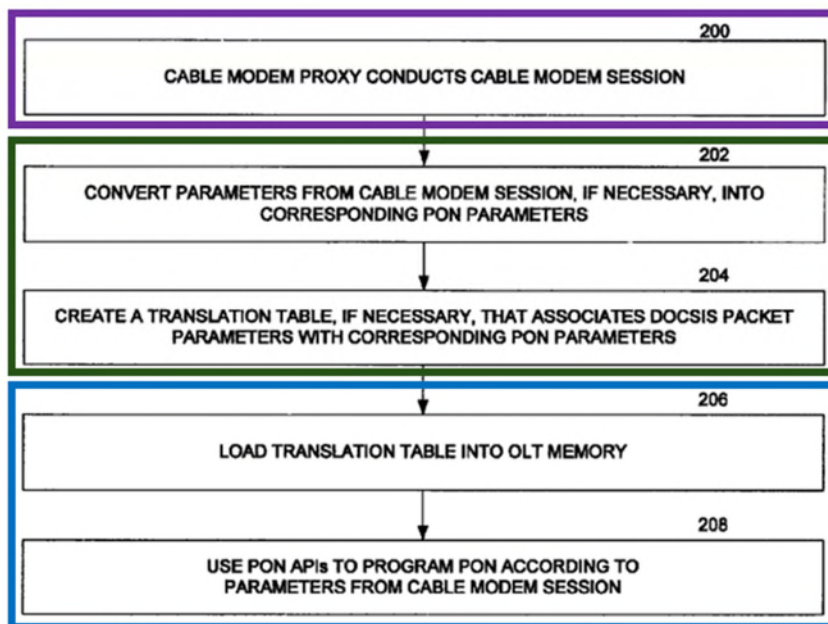 200
CABLE MODEM PROXY CONDUCTS CABLE MODEM SESSION
202
CONVERT PARAMETERS FROM CABLE MODEM SESSION, IF NECESSARY, INTO
CORRESPONDING PON PARAMETERS
204
CREATE A TRANSLATION TABLE, IF NECESSARY, THAT ASSOCIATES DOCSIS PACKET
PARAMETERS WITH CORRESPONDING PON PARAMETERS
206
LOAD TRANSLATION TABLE INTO OLT MEMORY
208
USE PON APIs TO PROGRAM PON ACCORDING TO
PARAMETERS FROM CABLE MODEM SESSION